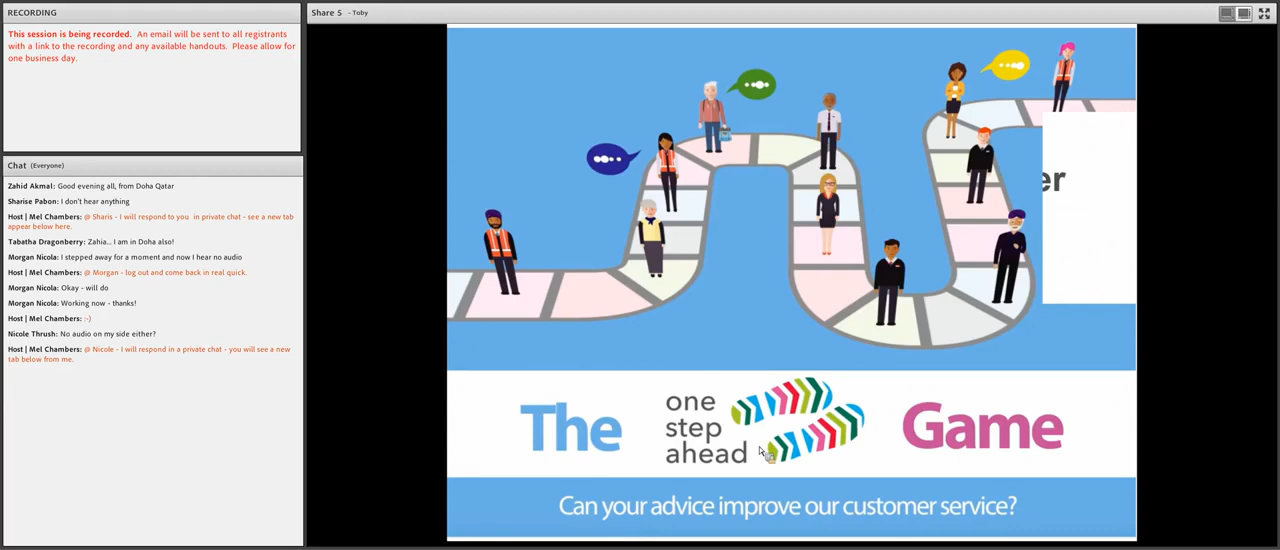 RECORDING
This session is being recorded. An email will be sent to all registrants
with a link to the recording and any available handouts. Please allow for
one business day.
Chat (Everyone)
Zahid Akmal: Good evening all, from Doha Qatar
Sharise Pabon: I don't hear anything
Host | Mel Chambers: @ Sharis - I will respond to you in private chat - see a new tab
appear below here.
Tabatha Dragonberry: Zahia... I am in Doha also!
Morgan Nicola: I stepped away for a moment and now I hear no audio
Host | Mel Chambers: @ Morgan - log out and come back in real quick.
Morgan Nicola: Okay - will do
Morgan Nicola: Working now - thanks!
Host | Mel Chambers: :-)
Nicole Thrush: No audio on my side either?
Host | Mel Chambers: @ Nicole - I will respond in a private chat - you will see a new
tab below from me.
Share 5 - Toby
er
The one step ahead Game
Can your advice improve our customer service?